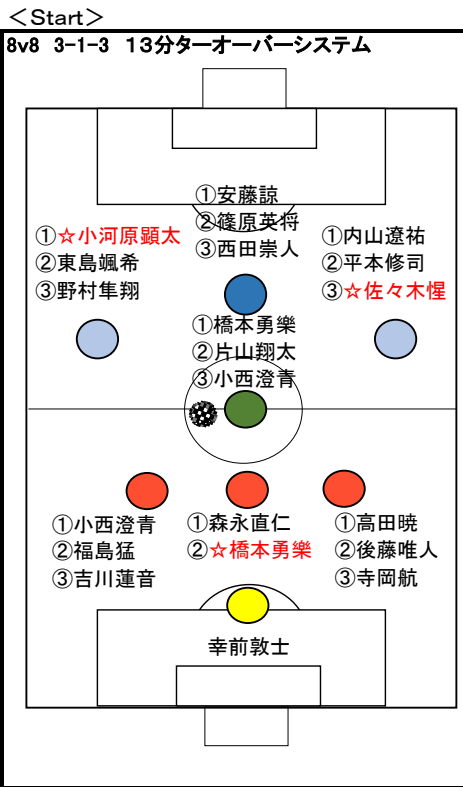 ＜Start＞
8v8 3-1-3 13分ターオーバーシステム
①安藤諒
②篠原英将
③西田崇人
①☆小河原顕太
②東島颯希
③野村隼翔
①内山遼祐
②平本修司
③☆佐々木惺
①橋本勇樂
②片山翔太
③小西澄青
①小西澄青
②福島猛
③吉川蓮音
①森永直仁
②☆橋本勇樂
①高田暁
②後藤唯人
③寺岡航
幸前敦士